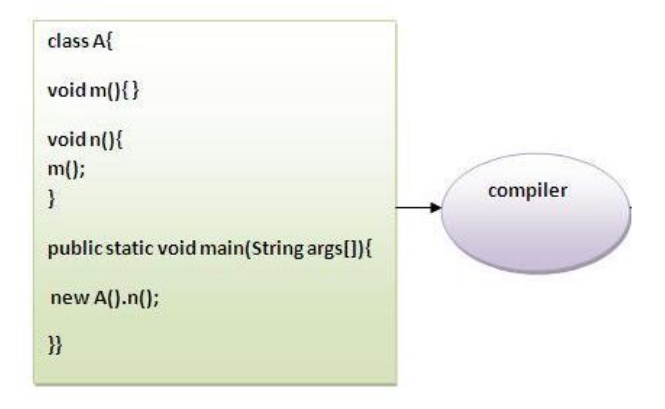 class A{
void m(){}
void n(){
m();
}
public static void main(String args[]){
new A().n();
}}
compiler